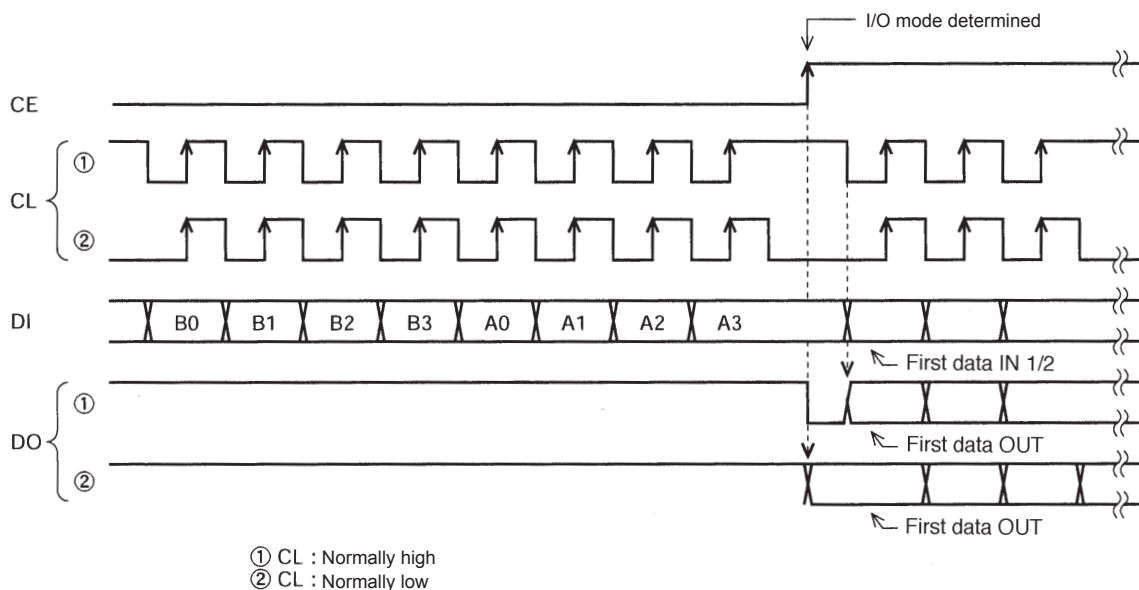 I/O mode determined
CE
CL
①
②
DI
B0 B1 B2 B3 A0 A1 A2 A3
First data IN 1/2
DO
①
First data OUT
②
First data OUT
① CL : Normally high
② CL : Normally low